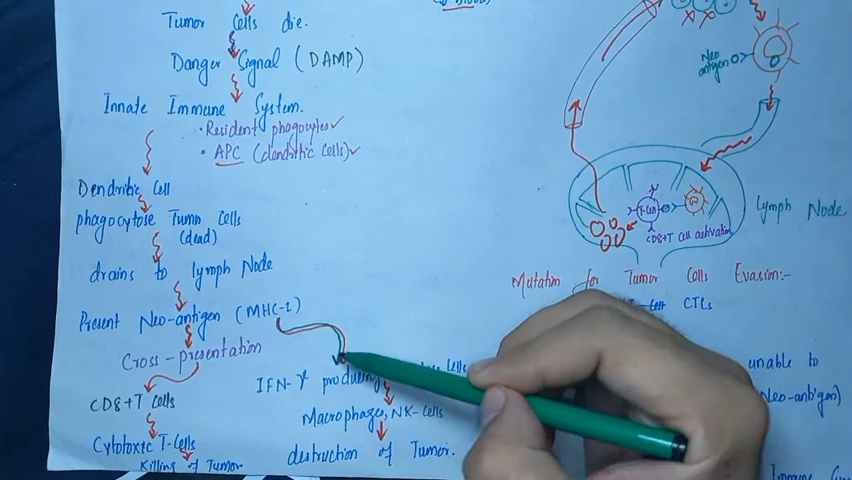 Tumor Cells die.
Danger Signal (DAMP)
Innate Immune System.
• Resident phagocytes ✓
• APC (dendritic cells) ✓
Dendritic Cell
phagocytose Tumor Cells
(dead)
drains to lymph Node
Present Neo-antigen (MHC-1)
Cross-presentation
CD8+T cells
Cytotoxic T-Cells
Killing of Tumor
IFN-γ producing
Macrophages, NK-cells
destruction of Tumor.
Neo
antigen
T-Cell
CD8+T cell activation
Lymph Node
Mutation for Tumor Cells Evasion:-
CTLs
unable to
(Neo-antigen)